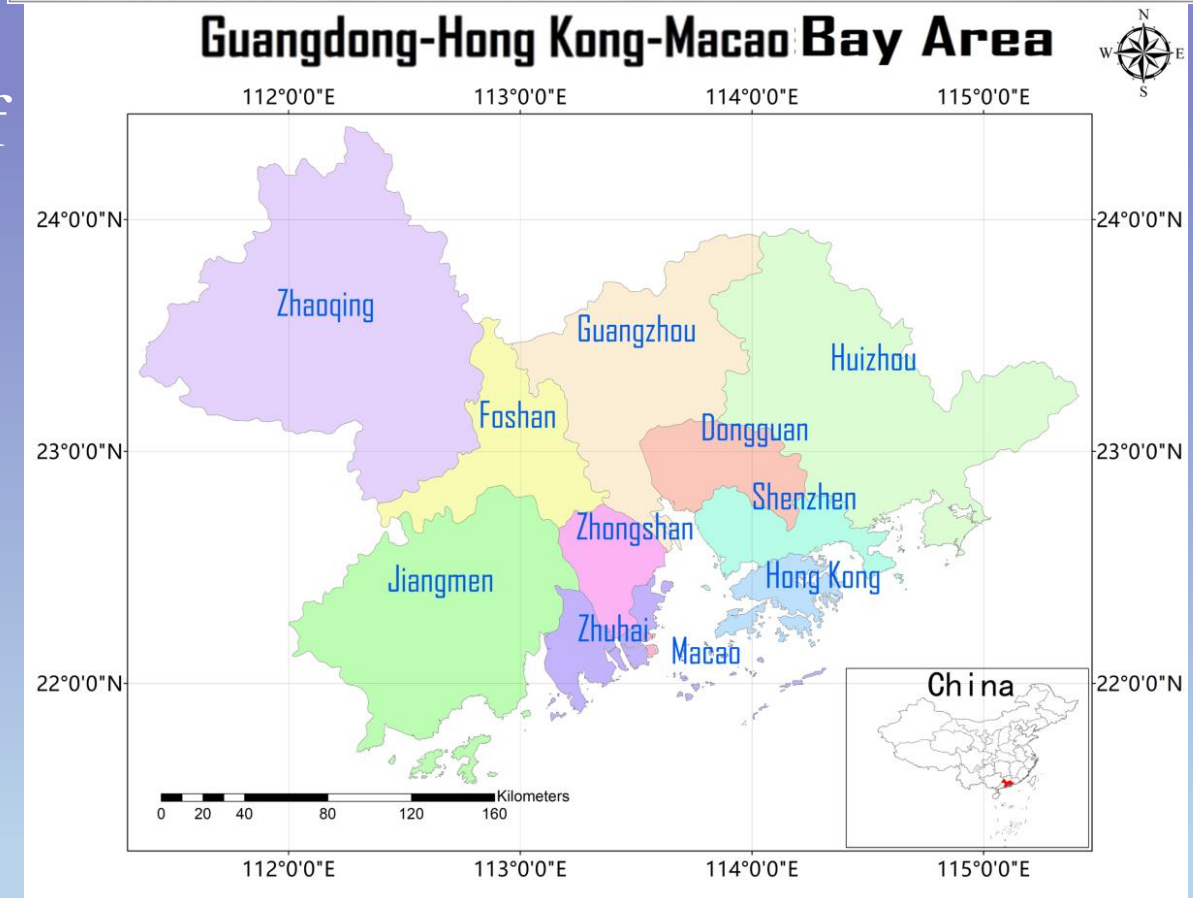 Guangdong-Hong Kong-Macao Bay Area
N
W E
S
f
112°0'0"E 113°0'0"E 114°0'0"E 115°0'0"E
24°0'0"N 24°0'0"N
Zhaoqing
Guangzhou
Huizhou
Foshan
Dongguan
23°0'0"N 23°0'0"N
Shenzhen
Zhongshan
Jiangmen
Hong Kong
Zhuhai
Macao
22°0'0"N 22°0'0"N
China
Kilometers
0 20 40 80 120 160
112°0'0"E 113°0'0"E 114°0'0"E 115°0'0"E